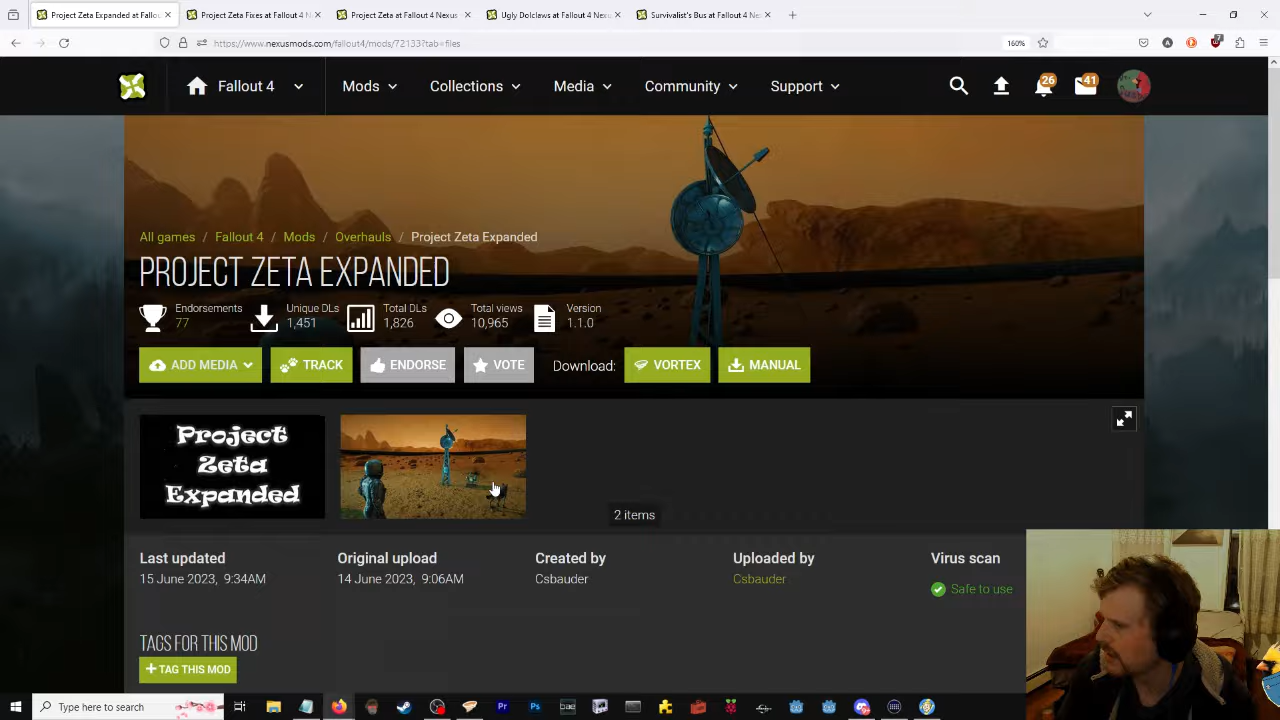 Project Zeta Expanded at Fallou
Project Zeta Fixes at Fallout 4 N
Project Zeta at Fallout 4 Nexus
Ugly Dolclaws at Fallout 4 Nexu
Survivalist's Bus at Fallout 4 Ne
https://www.nexusmods.com/fallout4/mods/72133?tab=files
160%
7
Fallout 4
Mods
Collections
Media
Community
Support
26
41
All games / Fallout 4 / Mods / Overhauls / Project Zeta Expanded
PROJECT ZETA EXPANDED
Endorsements
77
Unique DLs
1,451
Total DLs
1,826
Total views
10,965
Version
1.1.0
ADD MEDIA
TRACK
ENDORSE
VOTE
Download:
VORTEX
MANUAL
Project
Zeta
Expanded
2 items
Last updated
15 June 2023, 9:34AM
Original upload
14 June 2023, 9:06AM
Created by
Csbauder
Uploaded by
Csbauder
Virus scan
Safe to use
TAGS FOR THIS MOD
+ TAG THIS MOD
Type here to search
Pr
Ps
bae